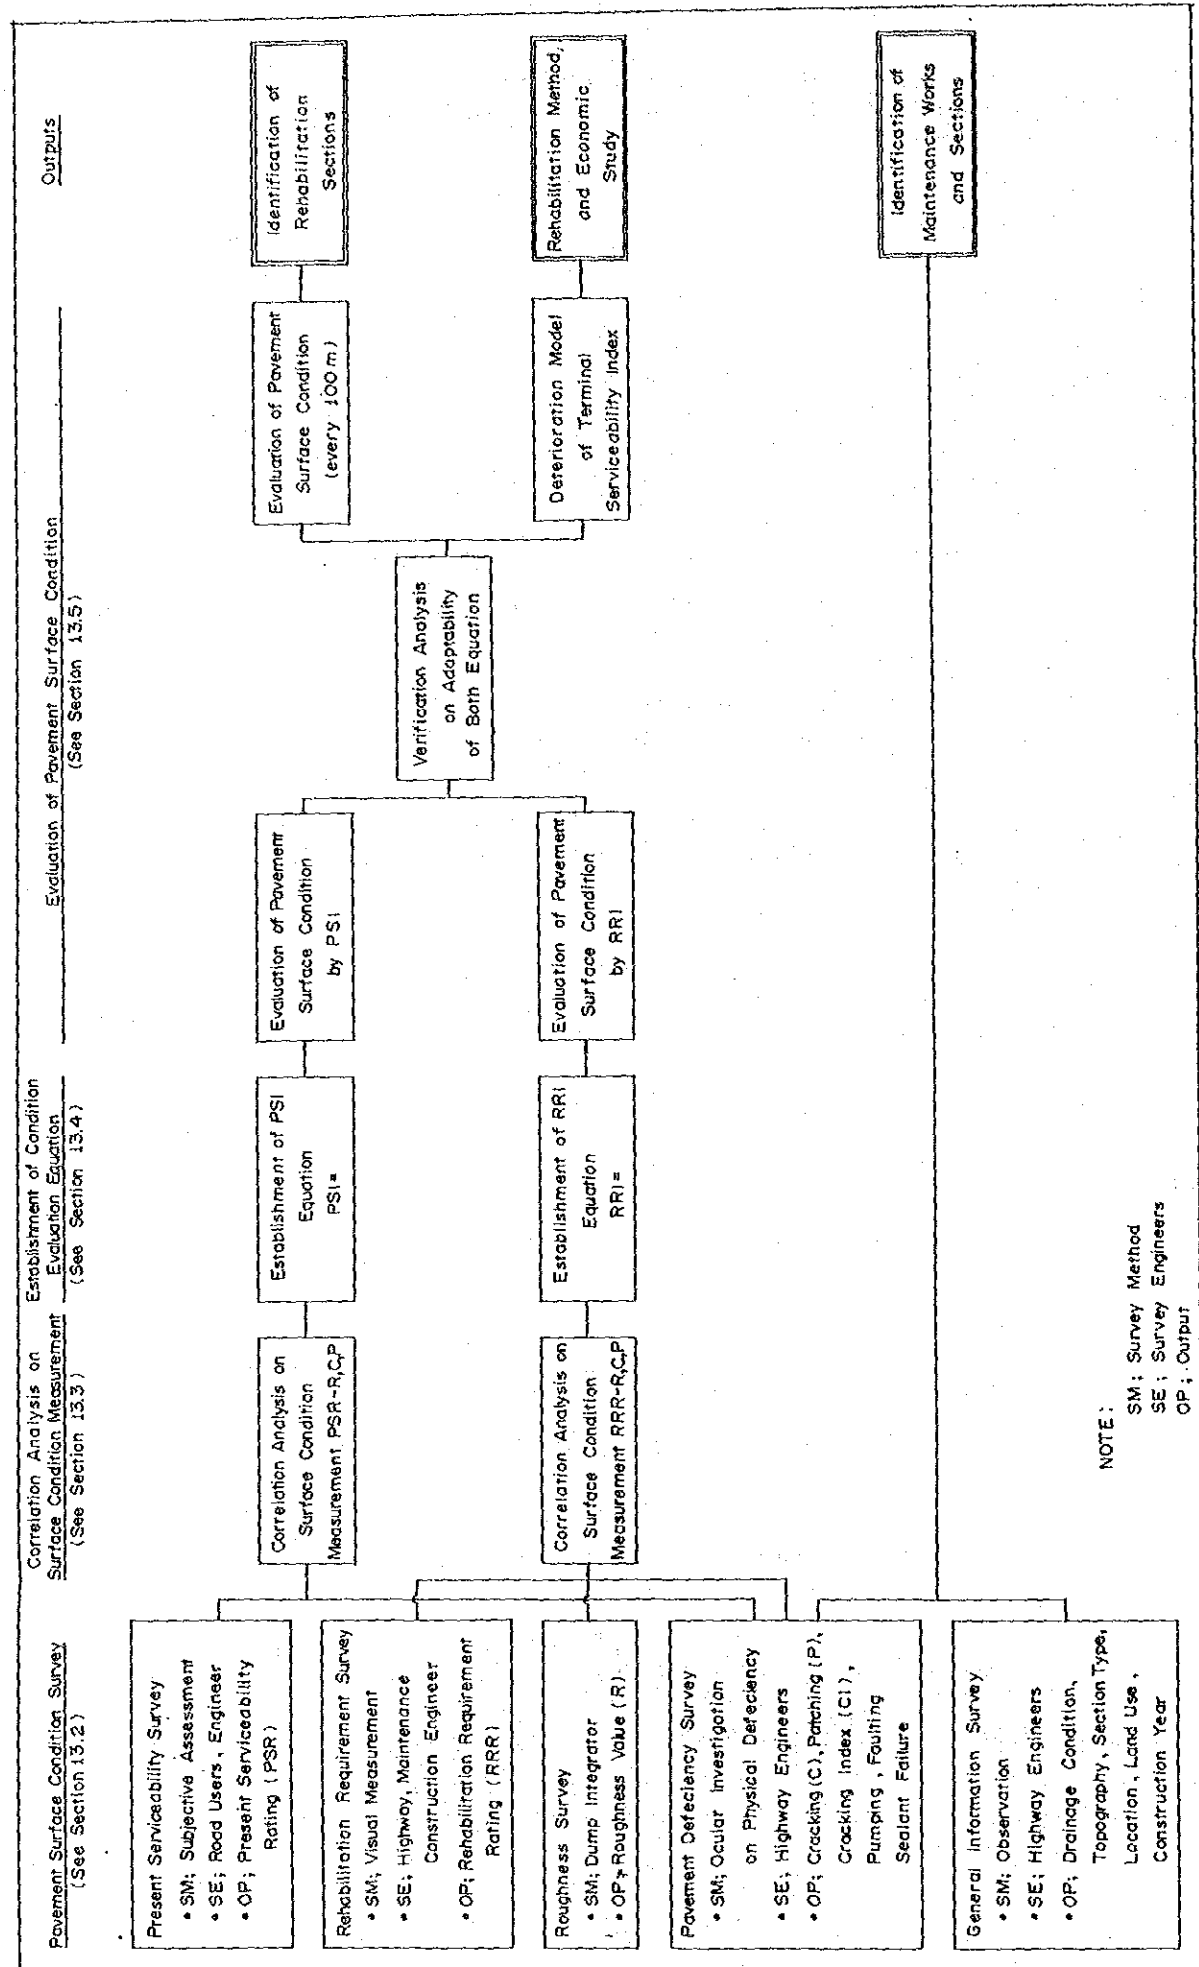 Pavement Surface Condition Survey
(See Section 13.2)
Correlation Analysis on
Surface Condition Measurement
(See Section 13.3)
Establishment of Condition
Evaluation Equation
(See Section 13.4)
Evaluation of Pavement Surface Condition
(See Section 13.5)
Outputs
Present Serviceability Survey
• SM; Subjective Assessment
• SE; Road Users, Engineer
• OP; Present Serviceability
Rating (PSR)
Rehabilitation Requirement Survey
• SM; Visual Measurement
• SE; Highway, Maintenance
Construction Engineer
• OP; Rehabilitation Requirement
Rating (RRR)
Roughness Survey
• SM; Dump Integrator
• OP; Roughness Value (R)
Pavement Defeciency Survey
• SM; Ocular Investigation
on Physical Defeciency
• SE; Highway Engineers
• OP; Cracking (C), Patching (P),
Cracking Index (CI),
Pumping, Faulting
Sealant Failure
General Information Survey
• SM; Observation
• SE; Highway Engineers
• OP; Drainage Condition,
Topography, Section Type,
Location, Land Use,
Construction Year
Correlation Analysis on
Surface Condition
Measurement PSR-R,C,P
Correlation Analysis on
Surface Condition
Measurement RRR-R,C,P
Establishment of PSI
Equation
PSI=
Establishment of RRI
Equation
RRI=
Evaluation of Pavement
Surface Condition
by PSI
Evaluation of Pavement
Surface Condition
by RRI
Verification Analysis
on Adaptability
of Both Equation
Evaluation of Pavement
Surface Condition
(every 100m)
Deterioration Model
of Terminal
Serviceability Index
Identification of
Rehabilitation
Sections
Rehabilitation Method,
and Economic
Study
Identification of
Maintenance Works
and Sections
NOTE:
SM; Survey Method
SE; Survey Engineers
OP; Output